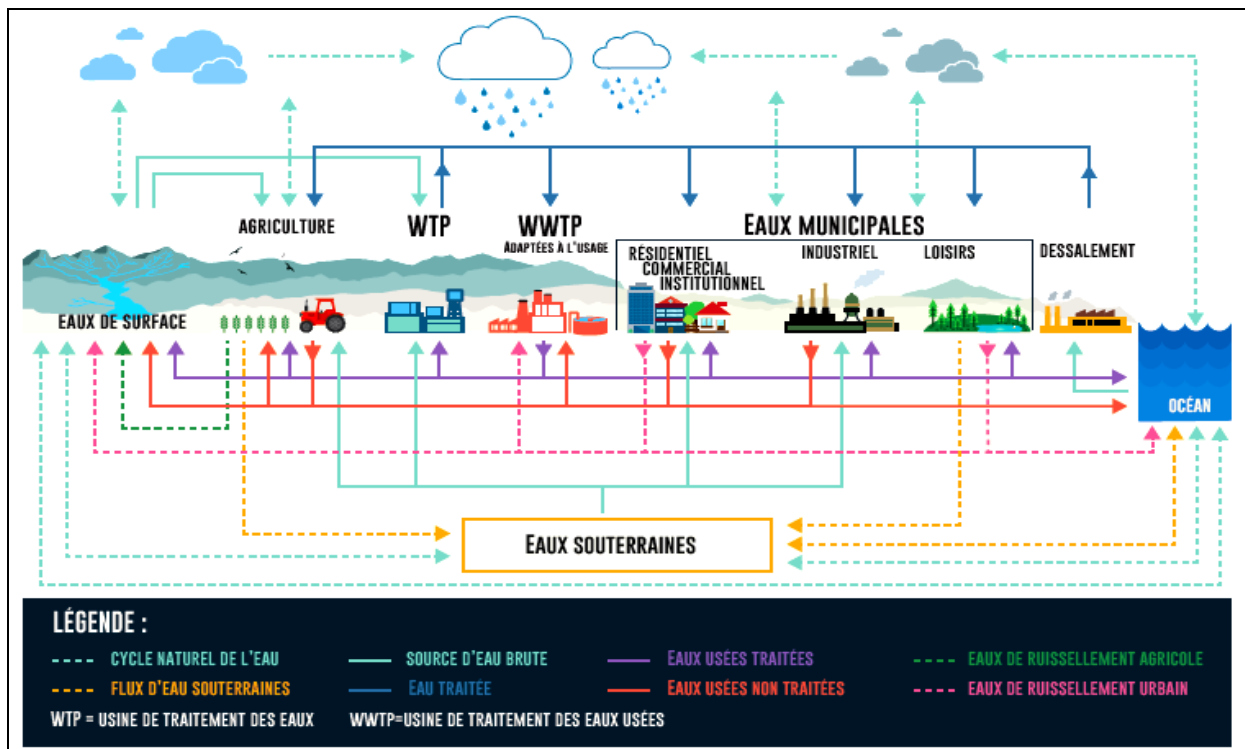 AGRICULTURE
WTP
WWTP
ADAPTÉES À L'USAGE
EAUX MUNICIPALES
RÉSIDENTIEL
COMMERCIAL
INSTITUTIONNEL
INDUSTRIEL
LOISIRS
DESSALEMENT
EAUX DE SURFACE
OCÉAN
EAUX SOUTERRAINES
LÉGENDE :
CYCLE NATUREL DE L'EAU
SOURCE D'EAU BRUTE
EAUX USÉES TRAITÉES
EAUX DE RUISSELLEMENT AGRICOLE
FLUX D'EAU SOUTERRAINES
EAU TRAITÉE
EAUX USÉES NON TRAITÉES
EAUX DE RUISSELLEMENT URBAIN
WTP = USINE DE TRAITEMENT DES EAUX
WWTP=USINE DE TRAITEMENT DES EAUX USÉES